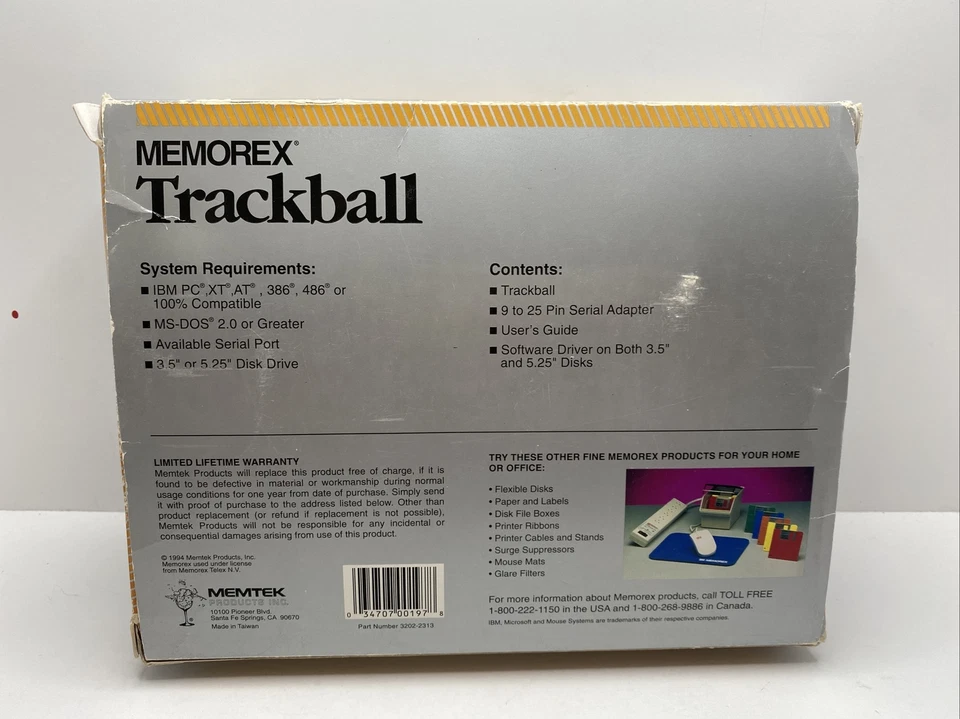 MEMOREX®
Trackball
System Requirements:
■ IBM PC®,XT®,AT® , 386®, 486® or
100% Compatible
■ MS-DOS® 2.0 or Greater
■ Available Serial Port
■ 3.5" or 5.25" Disk Drive
Contents:
■ Trackball
■ 9 to 25 Pin Serial Adapter
■ User's Guide
■ Software Driver on Both 3.5"
and 5.25" Disks
LIMITED LIFETIME WARRANTY
Memtek Products will replace this product free of charge, if it is
found to be defective in material or workmanship during normal
usage conditions for one year from date of purchase. Simply send
it with proof of purchase to the address listed below. Other than
product replacement (or refund if replacement is not possible),
Memtek Products will not be responsible for any incidental or
consequential damages arising from use of this product.
© 1994 Memtek Products, Inc.
Memorex used under license
from Memorex Telex N.V.
MEMTEK
PRODUCTS INC.
10100 Pioneer Blvd.
Santa Fe Springs, CA 90670
Made in Taiwan
0 34707 00197 8
Part Number 3202-2313
TRY THESE OTHER FINE MEMOREX PRODUCTS FOR YOUR HOME
OR OFFICE:
• Flexible Disks
• Paper and Labels
• Disk File Boxes
• Printer Ribbons
• Printer Cables and Stands
• Surge Suppressors
• Mouse Mats
• Glare Filters
MEMOREX
For more information about Memorex products, call TOLL FREE
1-800-222-1150 in the USA and 1-800-268-9886 in Canada.
IBM, Microsoft and Mouse Systems are trademarks of their respective companies.